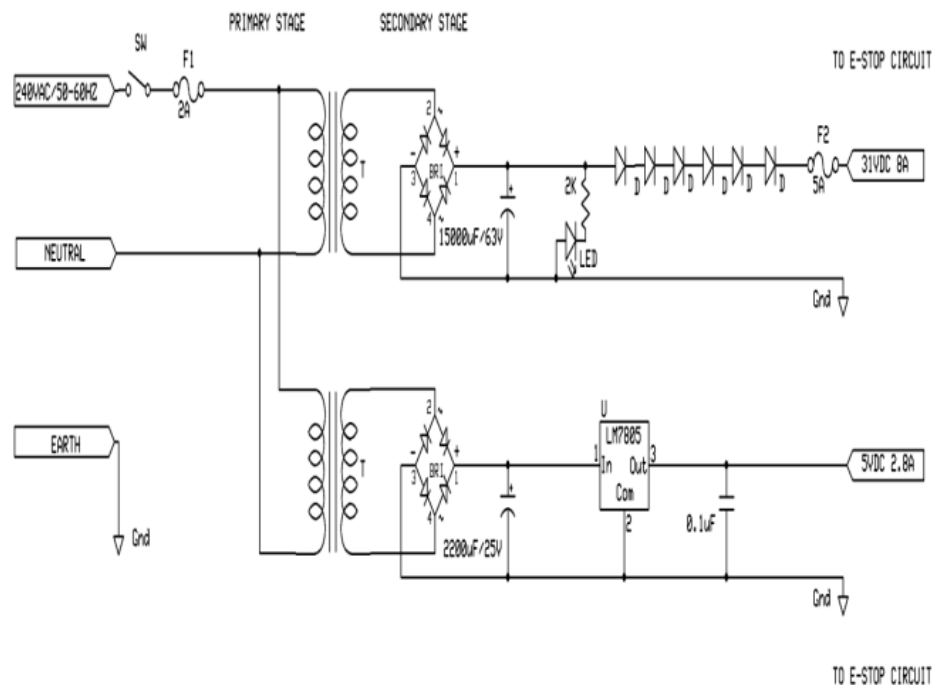 PRIMARY STAGE
SECONDARY STAGE
SW
F1
TO E-STOP CIRCUIT
240VAC/50-60HZ
2A
2
~
F2
T
-
BRI
+
3
1
2K
D
D
D
D
D
D
5A
31VDC 8A
4
~
+
15000uF/63V
NEUTRAL
LED
Gnd
U
2
~
LM7805
EARTH
T
-
BRI
+
3
1
1
In
Out
3
5VDC 2.8A
Com
4
~
+
2
0.1uF
Gnd
2200uF/25V
Gnd
TO E-STOP CIRCUIT